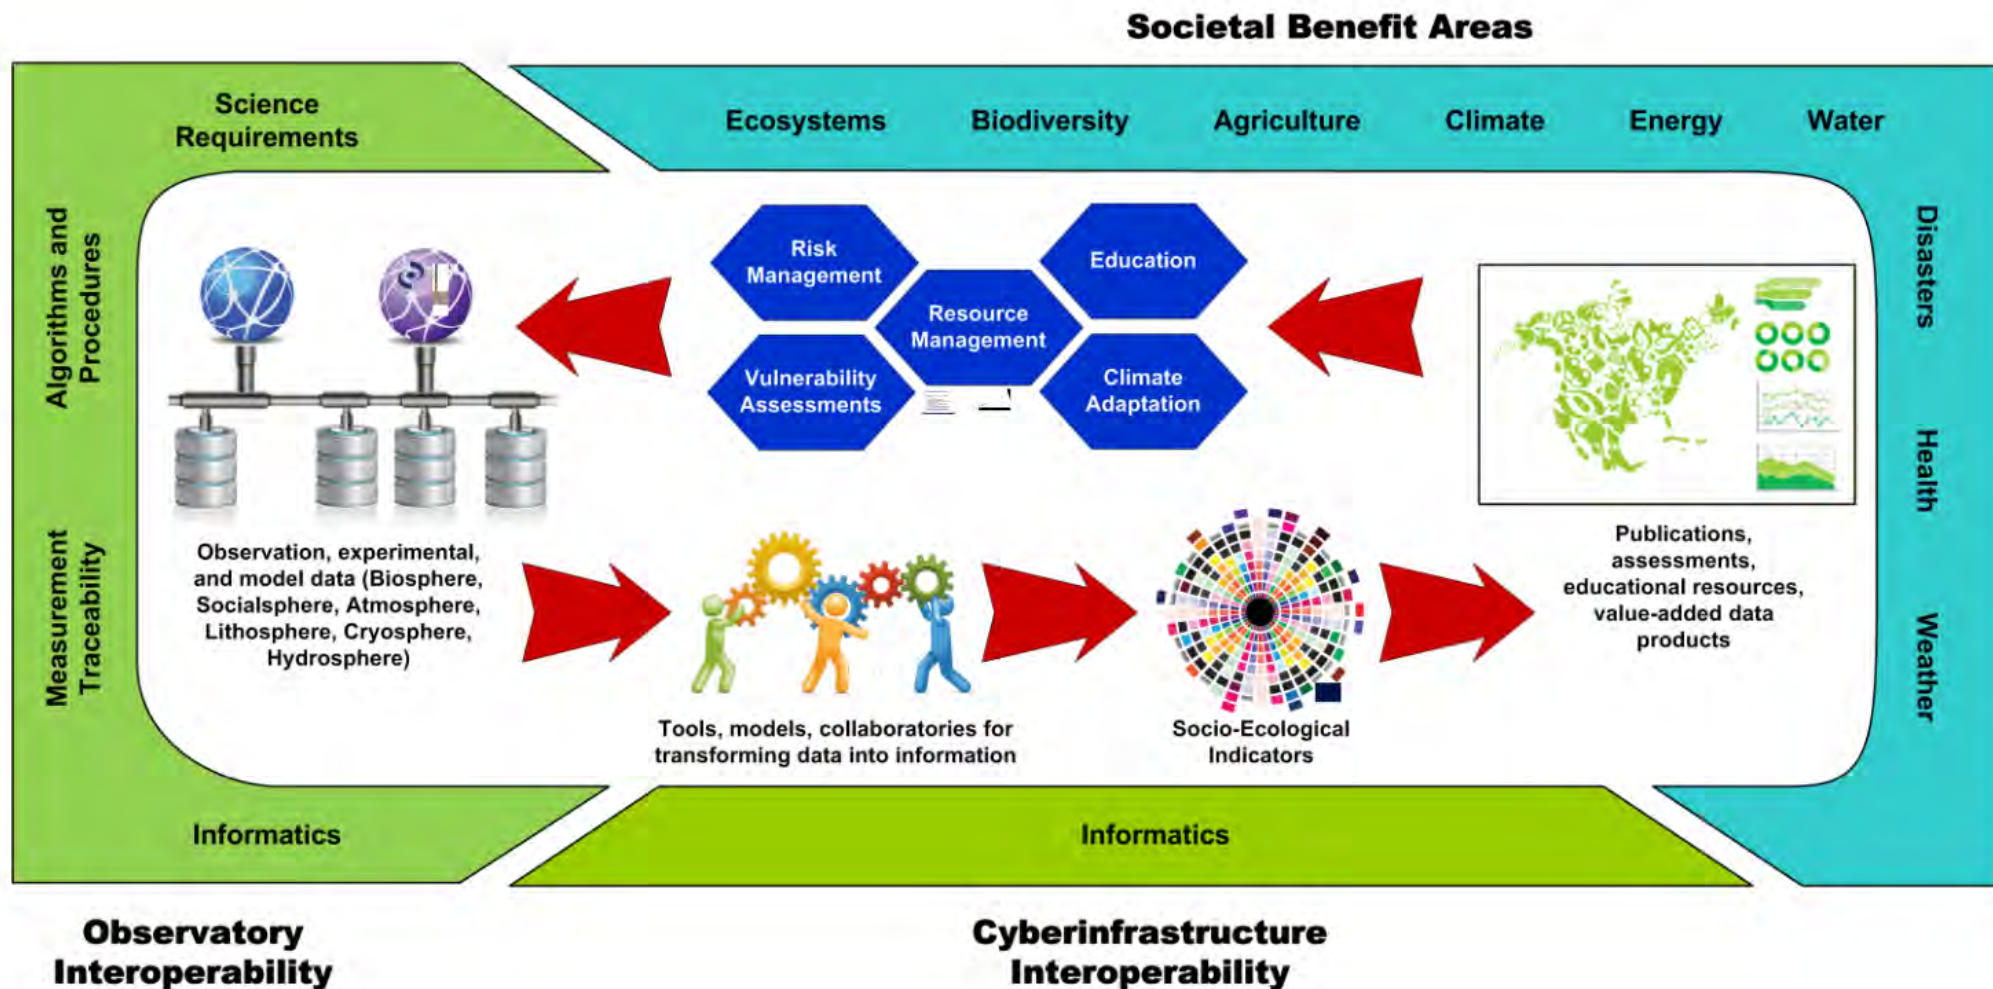 Societal Benefit Areas
Science
Requirements
Ecosystems
Biodiversity
Agriculture
Climate
Energy
Water
Algorithms and
Procedures
Measurement
Traceability
Risk
Management
Education
Resource
Management
Vulnerability
Assessments
Climate
Adaptation
Disasters
Health
Weather
Observation, experimental,
and model data (Biosphere,
Socialsphere, Atmosphere,
Lithosphere, Cryosphere,
Hydrosphere)
Tools, models, collaboratories for
transforming data into information
Socio-Ecological
Indicators
Publications,
assessments,
educational resources,
value-added data
products
Informatics
Informatics
Observatory
Interoperability
Cyberinfrastructure
Interoperability